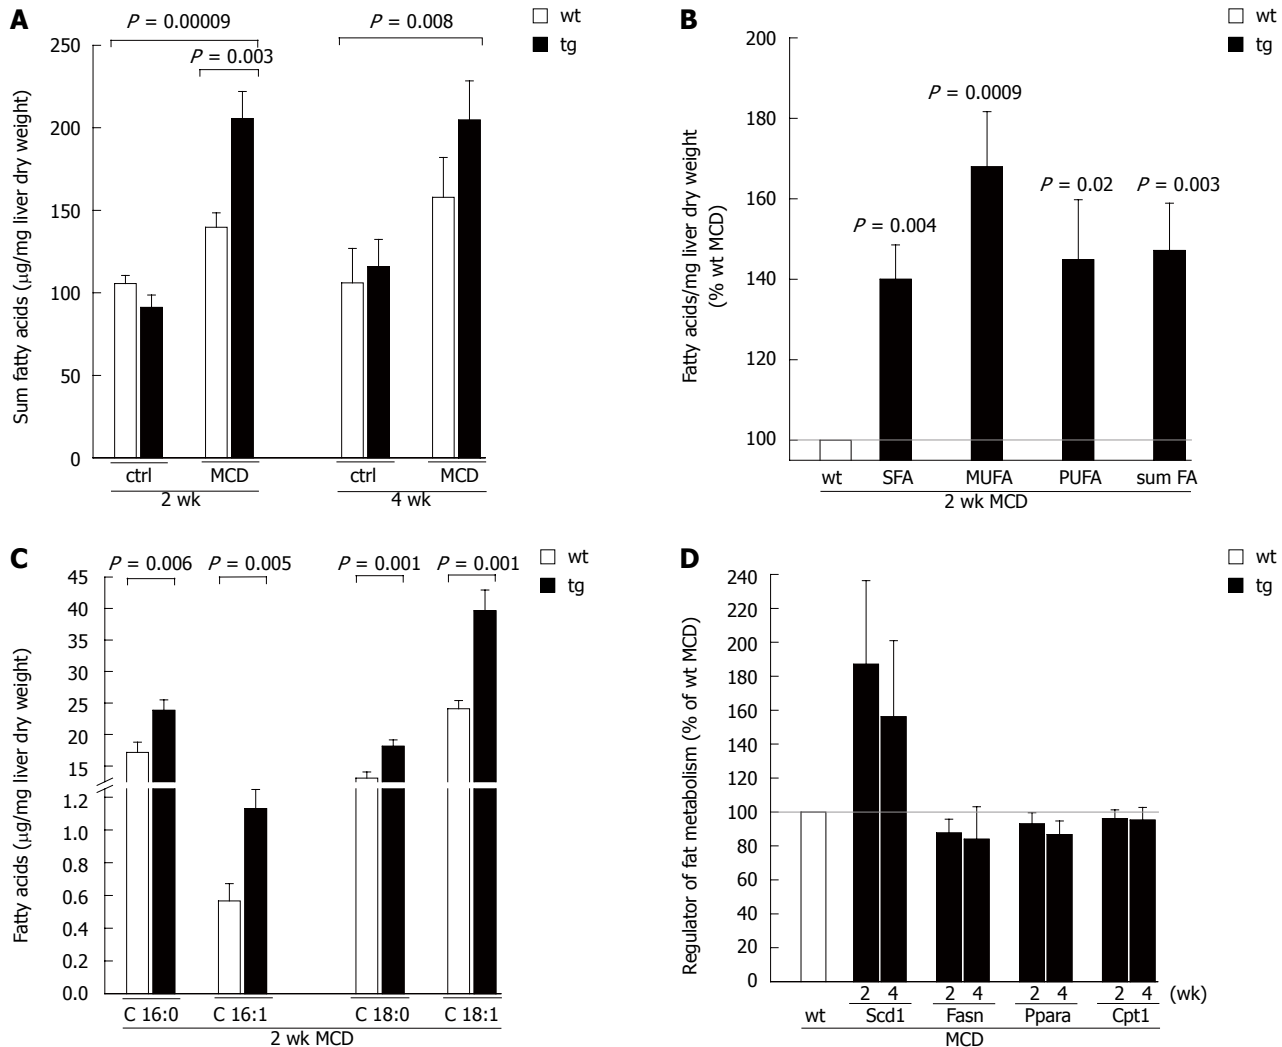 A
P = 0.00009
P = 0.008
wt
tg
P = 0.003
250
200
150
100
50
0
Sum fatty acids (µg/mg liver dry weight)
ctrl
MCD
ctrl
MCD
2 wk
4 wk
B
wt
tg
200
180
160
140
120
100
Fatty acids/mg liver dry weight
(% wt MCD)
P = 0.004
P = 0.0009
P = 0.02
P = 0.003
wt
SFA
MUFA
PUFA
sum FA
2 wk MCD
C
P = 0.006
P = 0.005
P = 0.001
P = 0.001
wt
tg
45
40
35
30
25
20
15
1.2
1.0
0.8
0.6
0.4
0.2
0.0
Fatty acids (µg/mg liver dry weight)
C 16:0
C 16:1
C 18:0
C 18:1
2 wk MCD
D
wt
tg
240
220
200
180
160
140
120
100
80
60
40
20
0
Regulator of fat metabolism (% of wt MCD)
2 4 2 4 2 4 2 4 (wk)
wt
Scd1
Fasn
Ppara
Cpt1
MCD